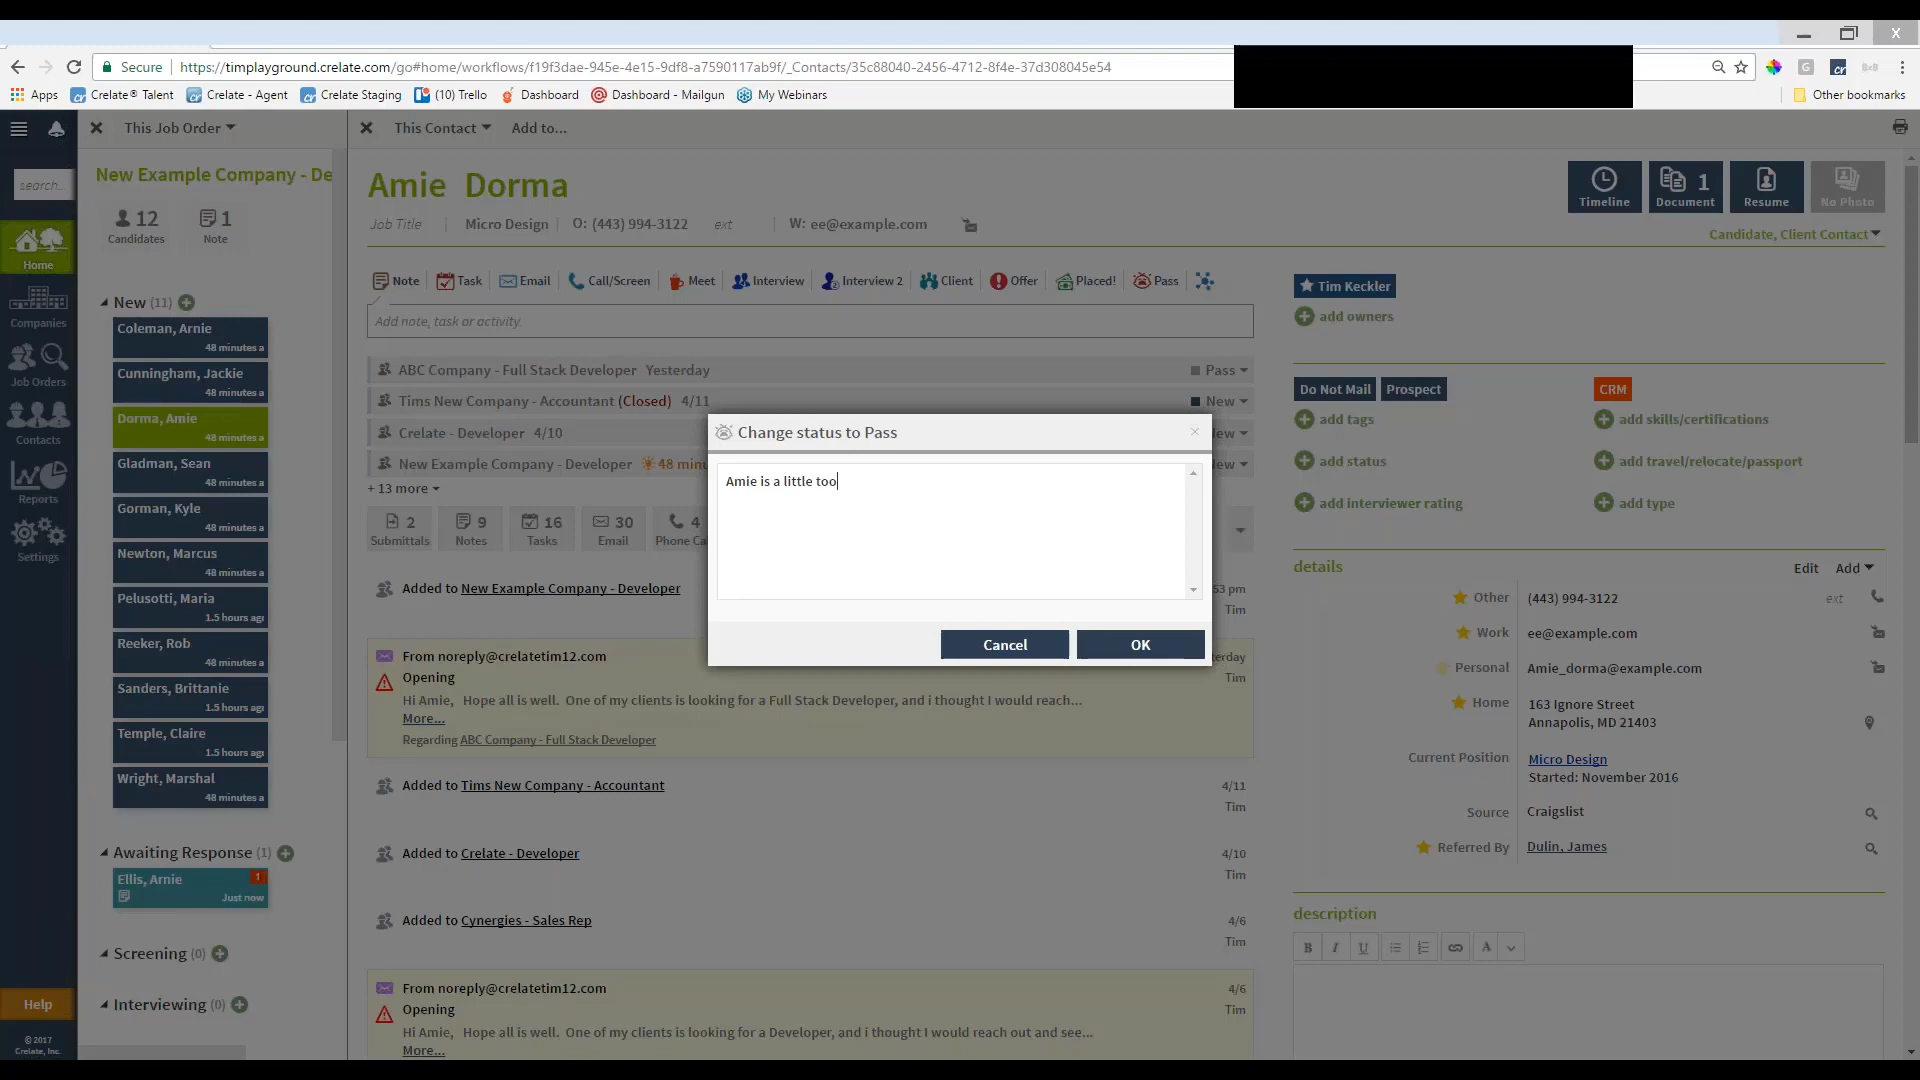 X
Secure
https://timplayground.crelate.com/go#home/workflows/f19f3dae-945e-4e15-9df8-a7590117ab9f/_Contacts/35c88040-2456-4712-8f4e-37d308045e54
Apps
Crelate® Talent
Crelate - Agent
Crelate Staging
(10) Trello
Dashboard
Dashboard - Mailgun
My Webinars
Other bookmarks
This Job Order
This Contact
Add to...
search...
Home
Companies
Job Orders
Contacts
Reports
Settings
Help
© 2017
Crelate, Inc.
New Example Company - De
12
Candidates
1
Note
New (11)
Coleman, Arnie
48 minutes a
Cunningham, Jackie
48 minutes a
Dorma, Amie
48 minutes a
Gladman, Sean
48 minutes a
Gorman, Kyle
48 minutes a
Newton, Marcus
48 minutes a
Pelusotti, Maria
1.5 hours ag
Reeker, Rob
48 minutes a
Sanders, Brittanie
1.5 hours ag
Temple, Claire
1.5 hours ag
Wright, Marshal
48 minutes a
Awaiting Response (1)
Ellis, Arnie
1
Just now
Screening (0)
Interviewing (0)
Amie Dorma
Job Title
Micro Design
O: (443) 994-3122
ext
W: ee@example.com
Timeline
1
Document
Resume
No Photo
Candidate, Client Contact
Note
Task
Email
Call/Screen
Meet
Interview
Interview 2
Client
Offer
Placed!
Pass
Add note, task or activity.
ABC Company - Full Stack Developer Yesterday
Pass
Tims New Company - Accountant (Closed) 4/11
New
Crelate - Developer 4/10
New
New Example Company - Developer 48 minu
New
+ 13 more
2
Submittals
9
Notes
16
Tasks
30
Email
4
Phone Ca
Change status to Pass
Amie is a little too
Cancel
OK
Added to New Example Company - Developer
53 pm
Tim
From noreply@crelatetim12.com
terday
Opening
Tim
Hi Amie, Hope all is well. One of my clients is looking for a Full Stack Developer, and i thought I would reach...
More...
Regarding ABC Company - Full Stack Developer
Added to Tims New Company - Accountant
4/11
Tim
Added to Crelate - Developer
4/10
Tim
Added to Cynergies - Sales Rep
4/6
Tim
From noreply@crelatetim12.com
4/6
Opening
Tim
Hi Amie, Hope all is well. One of my clients is looking for a Developer, and i thought I would reach out and see...
More...
Tim Keckler
add owners
Do Not Mail
Prospect
CRM
add tags
add skills/certifications
add status
add travel/relocate/passport
add interviewer rating
add type
details
Edit
Add
Other
(443) 994-3122
ext
Work
ee@example.com
Personal
Amie_dorma@example.com
Home
163 Ignore Street
Annapolis, MD 21403
Current Position
Micro Design
Started: November 2016
Source
Craigslist
Referred By
Dulin, James
description
B I U
A